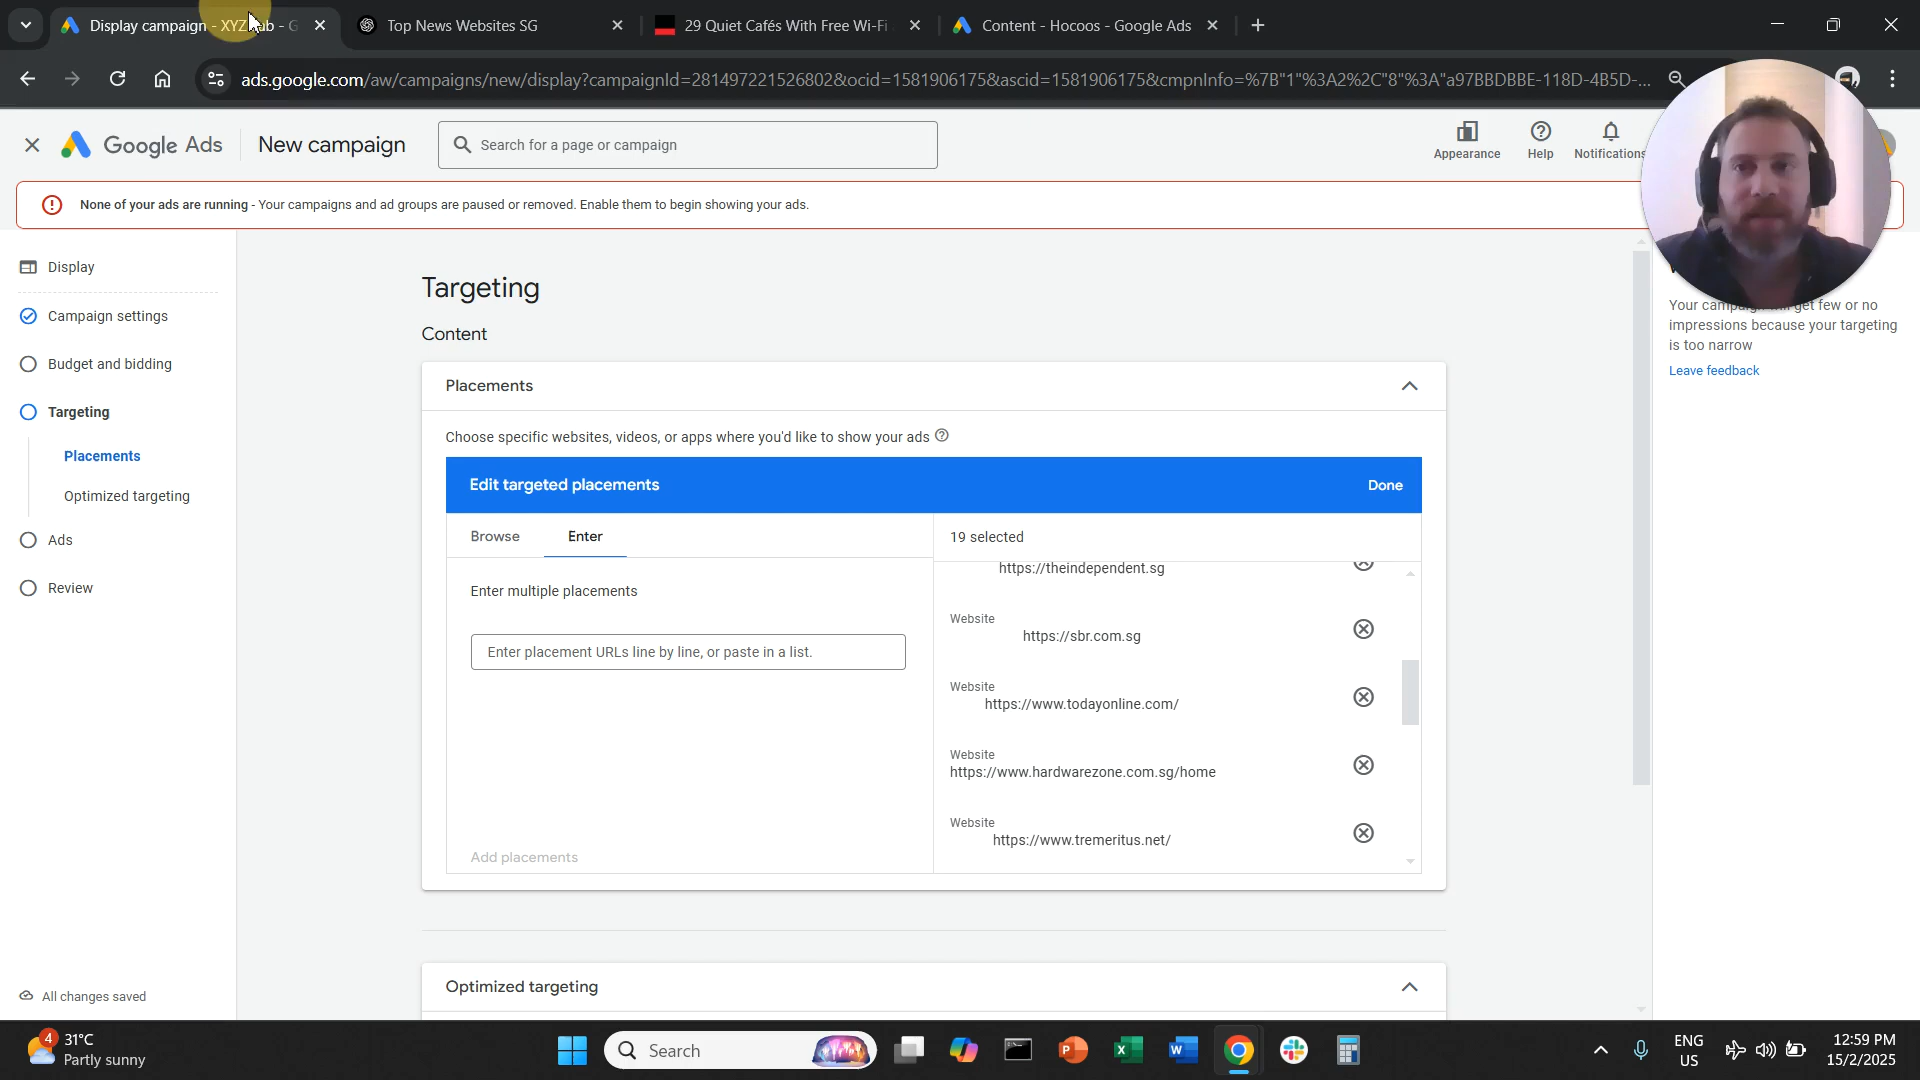 Display campaign - XYZ Hub - G
Top News Websites SG
29 Quiet Cafés With Free Wi-Fi
Content - Hocoos - Google Ads
ads.google.com/aw/campaigns/new/display?campaignId=281497221526802&ocid=1581906175&ascid=1581906175&cmpnInfo=%7B"1"%3A2%2C"8"%3A"a97BBDBBE-118D-4B5D-...
Google Ads
New campaign
Search for a page or campaign
Appearance
Help
Notifications
None of your ads are running - Your campaigns and ad groups are paused or removed. Enable them to begin showing your ads.
Display
Campaign settings
Budget and bidding
Targeting
Placements
Optimized targeting
Ads
Review
All changes saved
Targeting
Content
Placements
Choose specific websites, videos, or apps where you'd like to show your ads
Edit targeted placements
Done
Browse
Enter
Enter multiple placements
Enter placement URLs line by line, or paste in a list.
Add placements
19 selected
https://theindependent.sg
Website
https://sbr.com.sg
Website
https://www.todayonline.com/
Website
https://www.hardwarezone.com.sg/home
Website
https://www.tremeritus.net/
Optimized targeting
get few or no
impressions because your targeting
is too narrow
Leave feedback
4
31°C
Partly sunny
Search
ENG
US
12:59 PM
15/2/2025